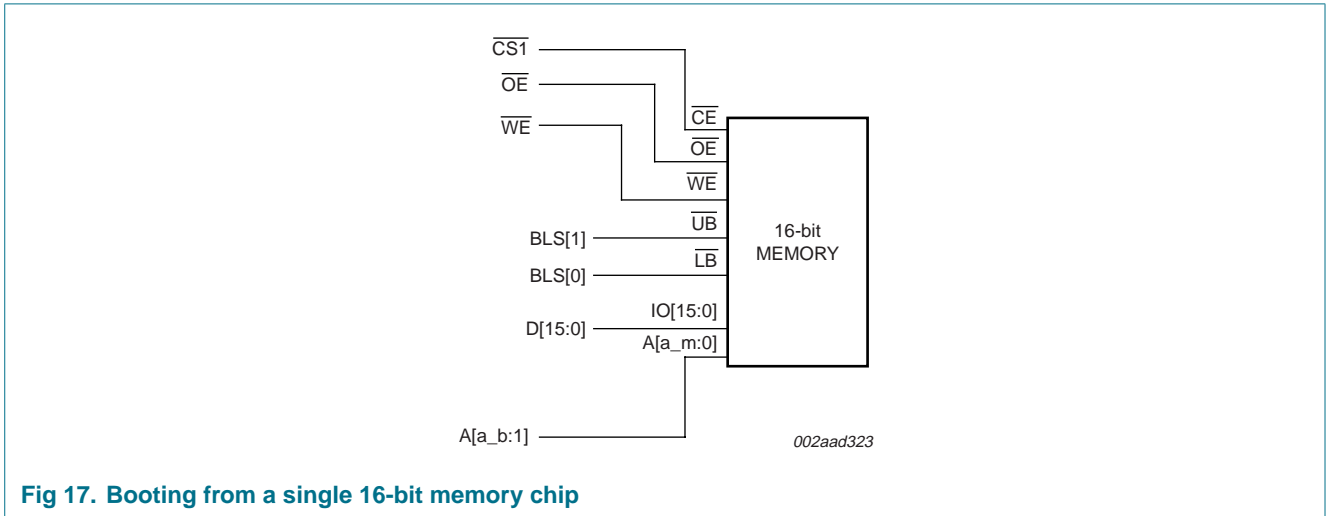 CS1
OE
WE
CE
OE
WE
UB
BLS[1]
LB
BLS[0]
16-bit
MEMORY
IO[15:0]
D[15:0]
A[a_m:0]
A[a_b:1]
002aad323
Fig 17. Booting from a single 16-bit memory chip